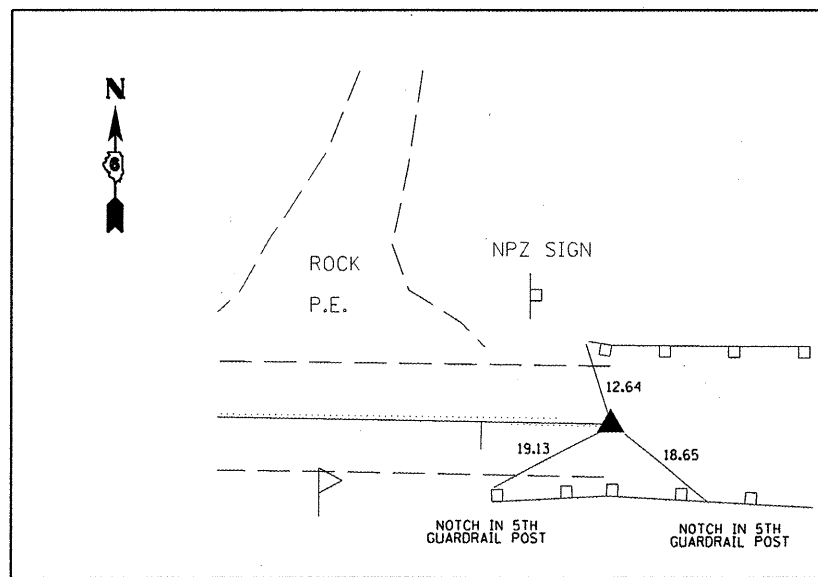 N
6
ROCK
P.E.
NPZ SIGN
12.64
19.13
18.65
NOTCH IN 5TH
GUARDRAIL POST
NOTCH IN 5TH
GUARDRAIL POST